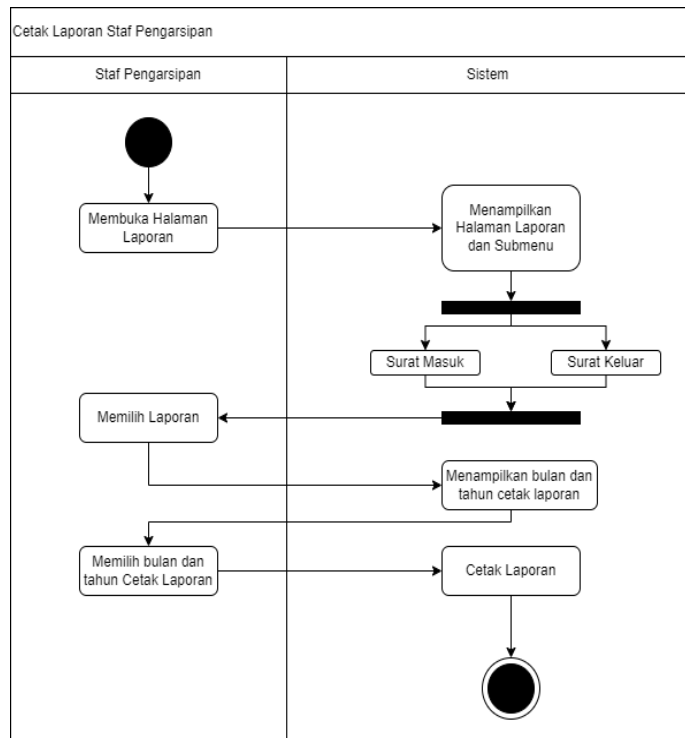 Cetak Laporan Staf Pengarsipan
Staf Pengarsipan
Sistem
Membuka Halaman
Laporan
Menampilkan
Halaman Laporan
dan Submenu
Surat Masuk
Surat Keluar
Memilih Laporan
Menampilkan bulan dan
tahun cetak laporan
Memilih bulan dan
tahun Cetak Laporan
Cetak Laporan